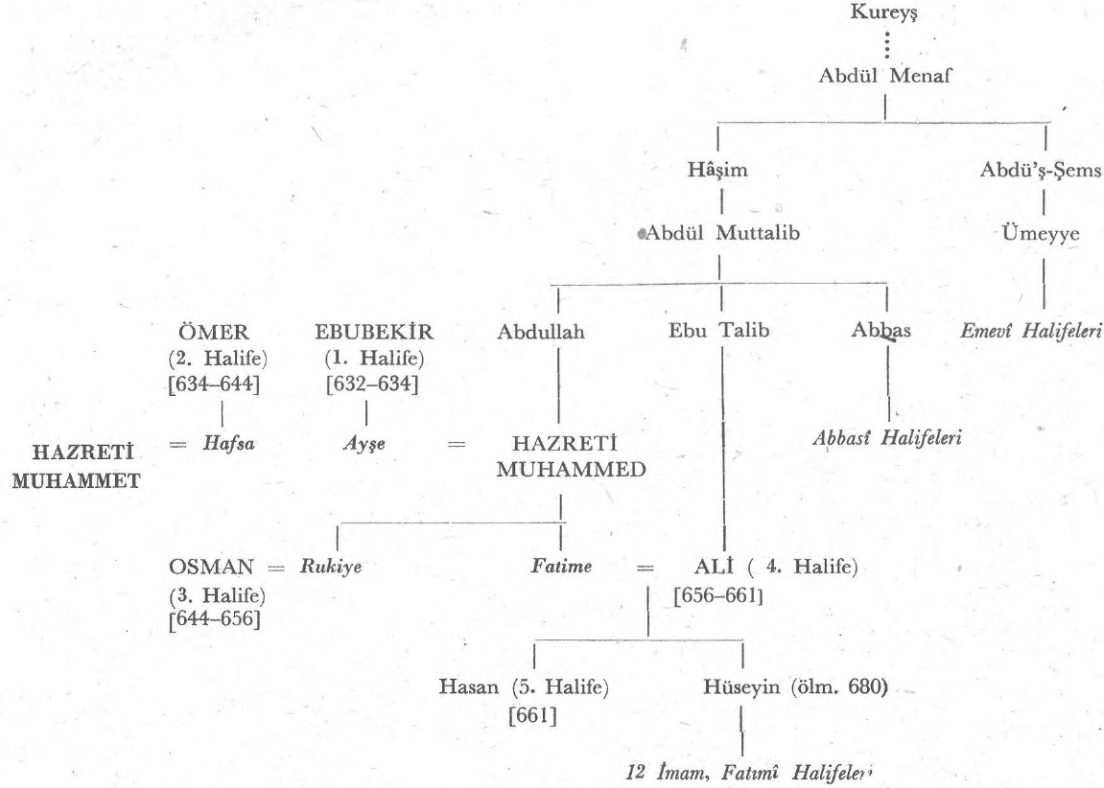 Kureyş
Abdül Menaf
Hâşim Abdü'ş-Şems
Abdül Muttalib Ümeyye
ÖMER EBUBEKİR Abdullah Ebu Talib Abbas Emevî Halifeleri
(2. Halife) (1. Halife)
[634–644] [632–634]
HAZRETİ = Hafsa Ayşe = HAZRETİ Abbasî Halifeleri
MUHAMMET MUHAMMED
OSMAN = Rukiye Fatime = ALİ ( 4. Halife)
(3. Halife) [656–661]
[644–656]
Hasan (5. Halife) Hüseyin (ölm. 680)
[661]
12 İmam, Fatımî Halifeleri